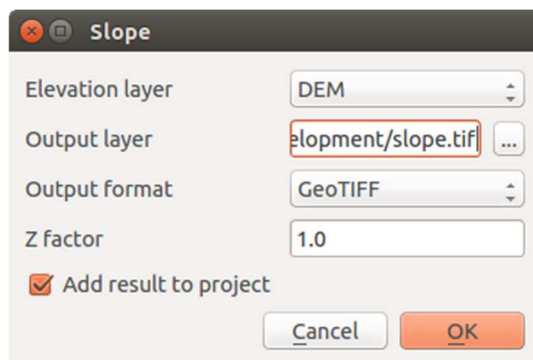 Slope
Elevation layer DEM
Output layer elopment/slope.tif ...
Output format GeoTIFF
Z factor 1.0
Add result to project
Cancel OK